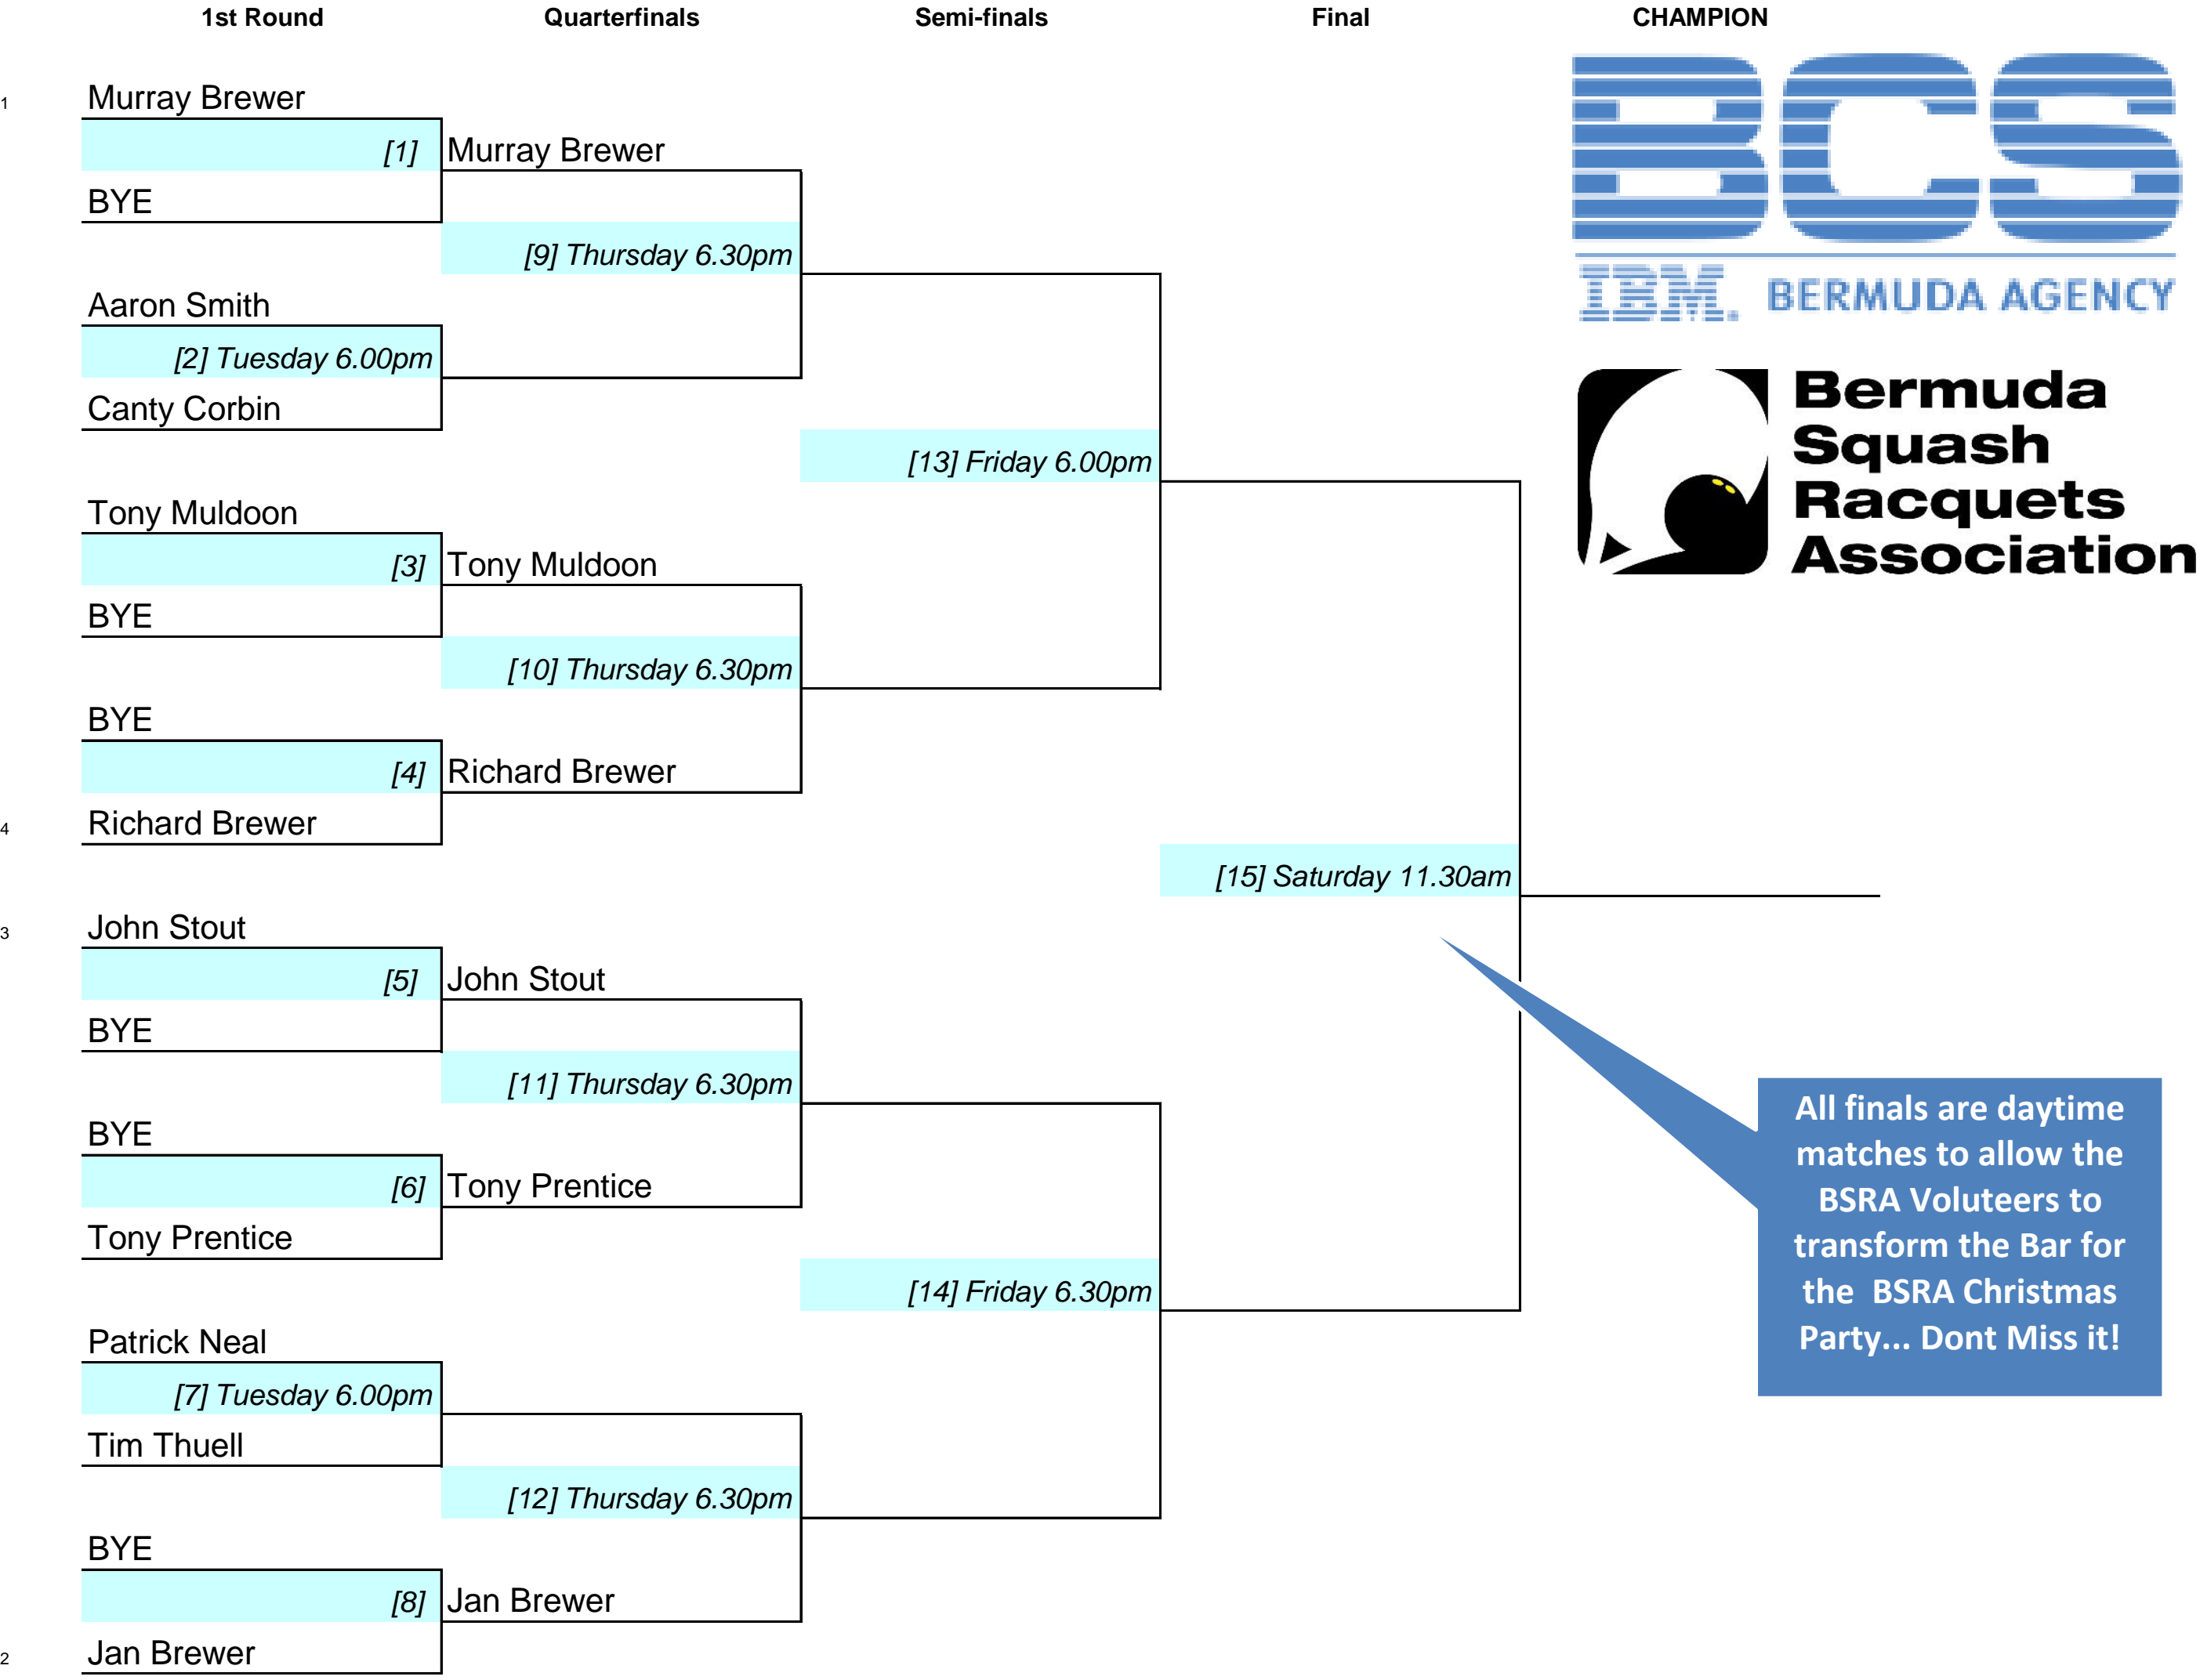 1st Round Quarterfinals Semi-finals Final CHAMPION
1 Murray Brewer
[1] Murray Brewer
BYE
[9] Thursday 6.30pm
Aaron Smith
[2] Tuesday 6.00pm
Canty Corbin
[13] Friday 6.00pm
Tony Muldoon
[3] Tony Muldoon
BYE
[10] Thursday 6.30pm
BYE
[4] Richard Brewer
4 Richard Brewer
[15] Saturday 11.30am
3 John Stout
[5] John Stout
BYE
[11] Thursday 6.30pm
BYE
[6] Tony Prentice
Tony Prentice
[14] Friday 6.30pm
Patrick Neal
[7] Tuesday 6.00pm
Tim Thuell
[12] Thursday 6.30pm
BYE
[8] Jan Brewer
2 Jan Brewer
BCS
IBM. BERMUDA AGENCY
Bermuda
Squash
Racquets
Association
All finals are daytime
matches to allow the
BSRA Voluteers to
transform the Bar for
the BSRA Christmas
Party... Dont Miss it!